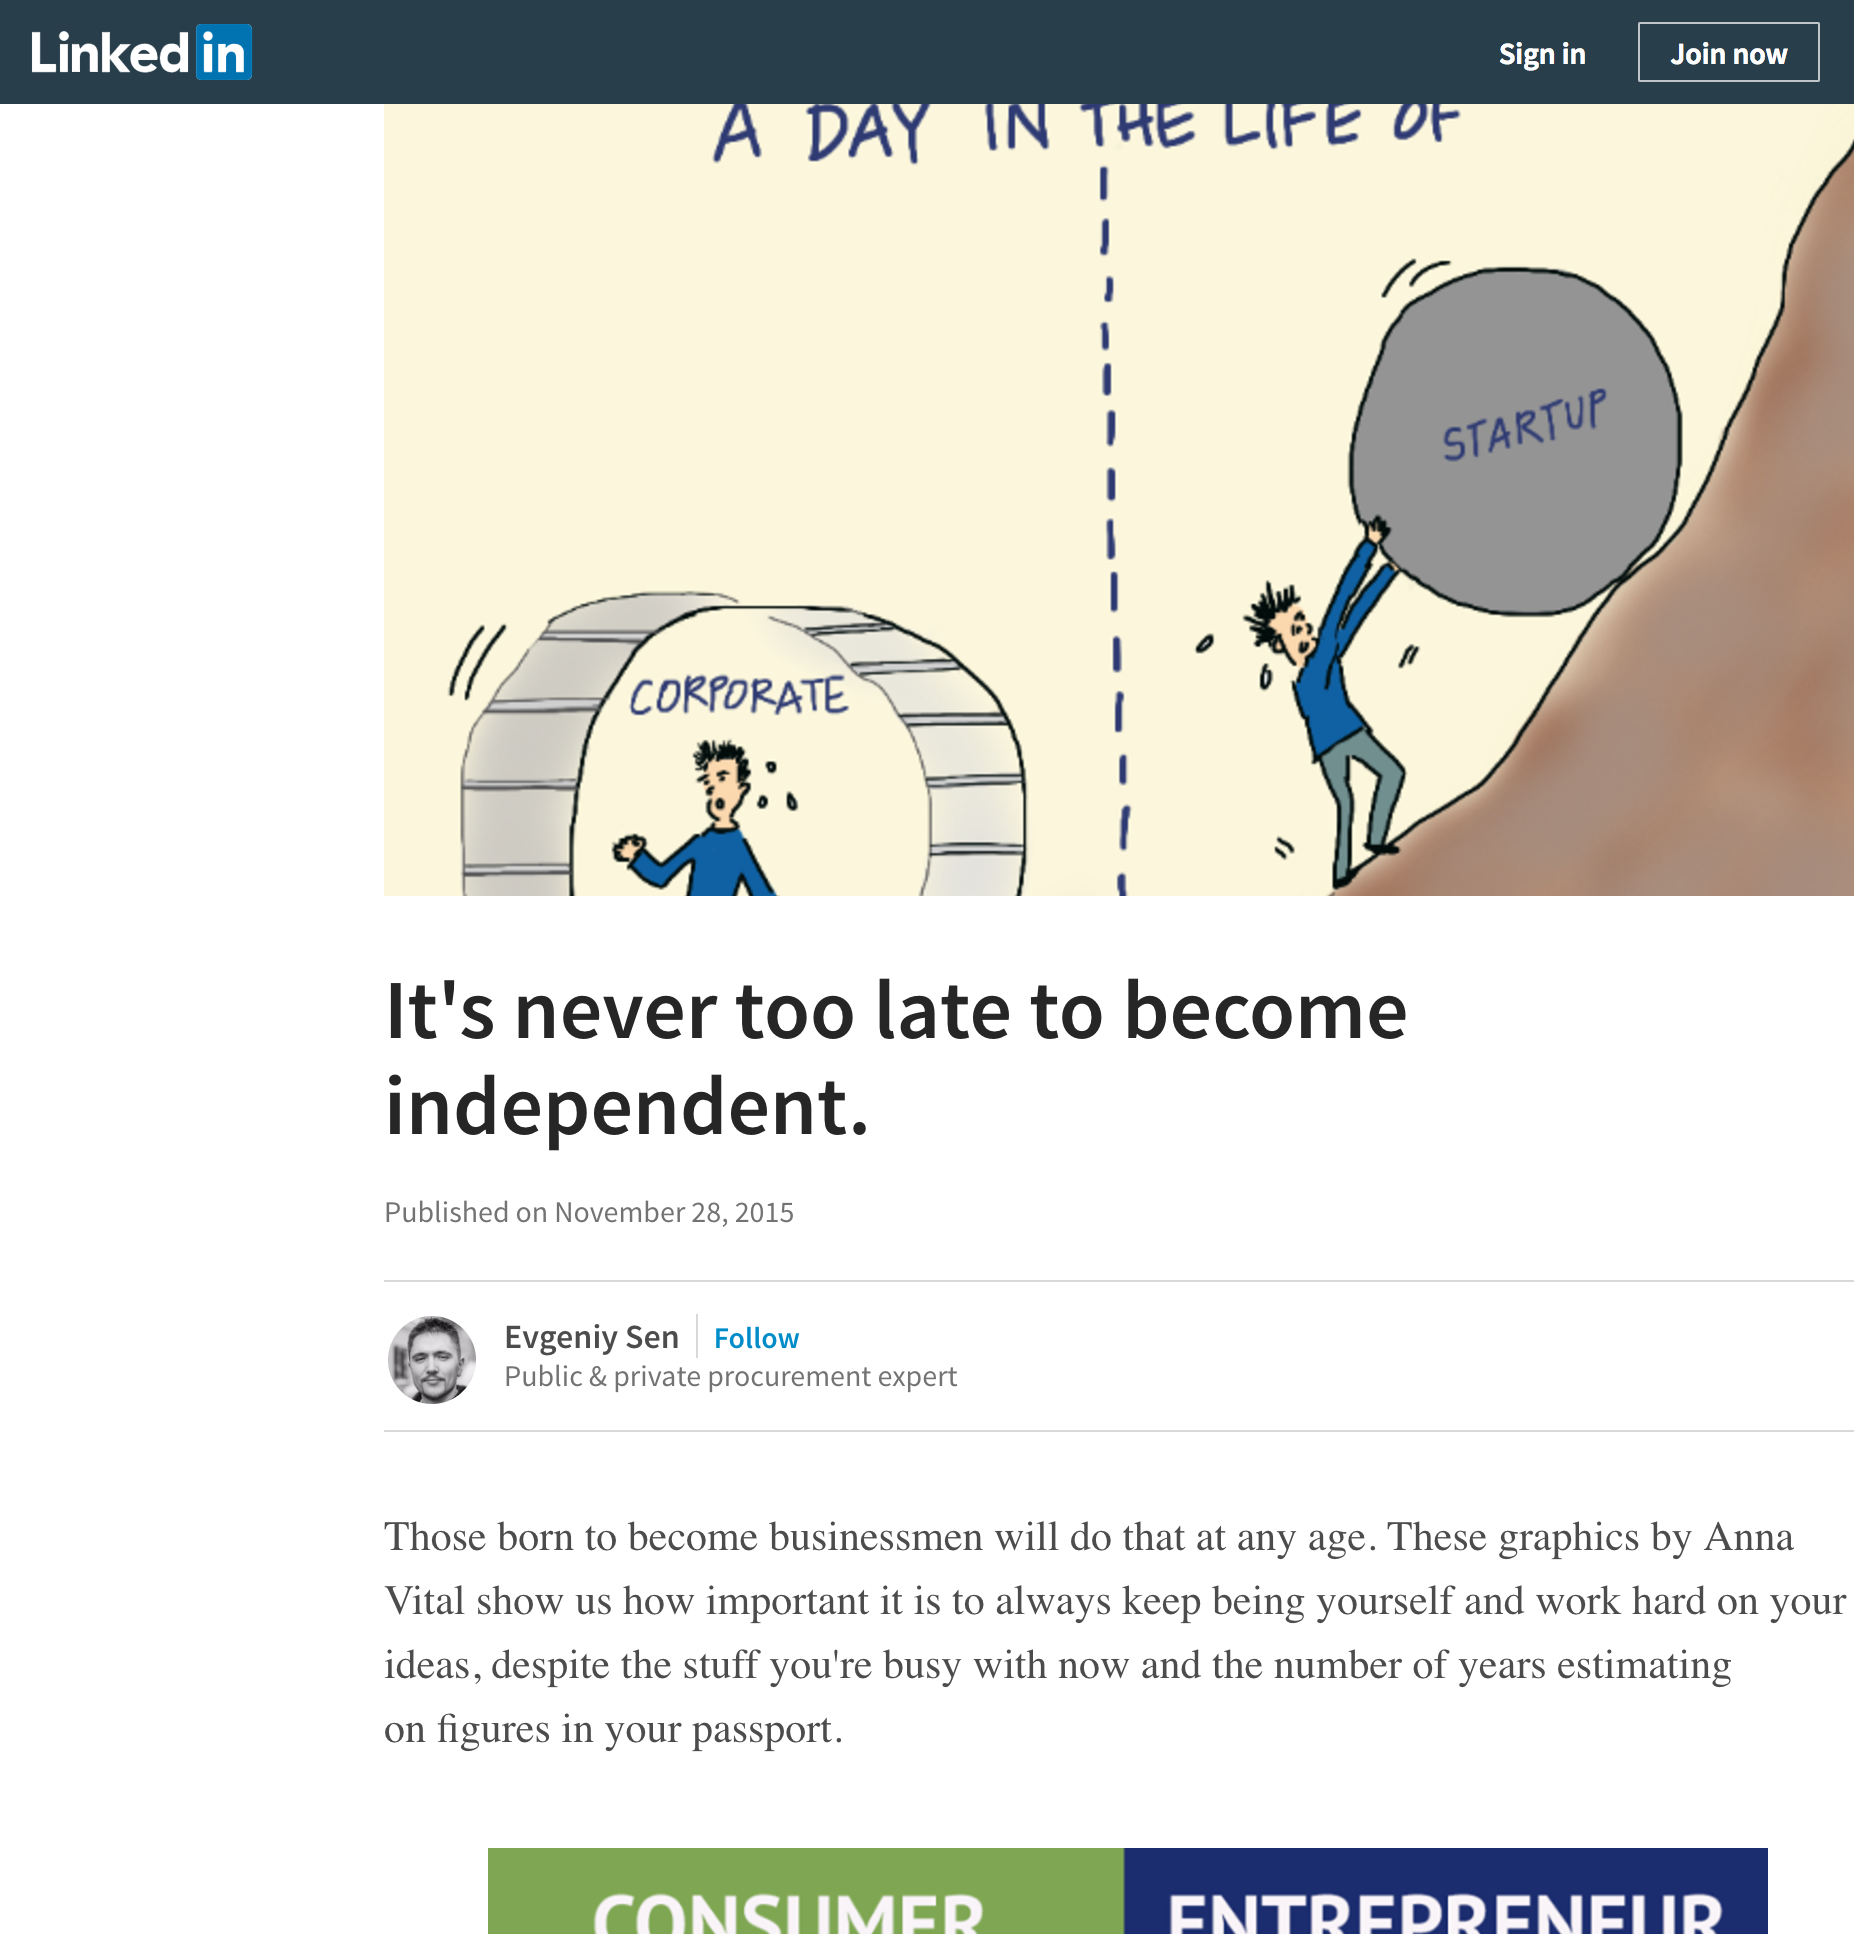 Linked in
Sign in
Join now
A DAY IN THE LIFE OF
STARTUP
CORPORATE
It's never too late to become
independent.
Published on November 28, 2015
Evgeniy Sen
Follow
Public & private procurement expert
Those born to become businessmen will do that at any age. These graphics by Anna
Vital show us how important it is to always keep being yourself and work hard on your
ideas, despite the stuff you're busy with now and the number of years estimating
on figures in your passport.
CONSUMER
ENTREPRENEUR